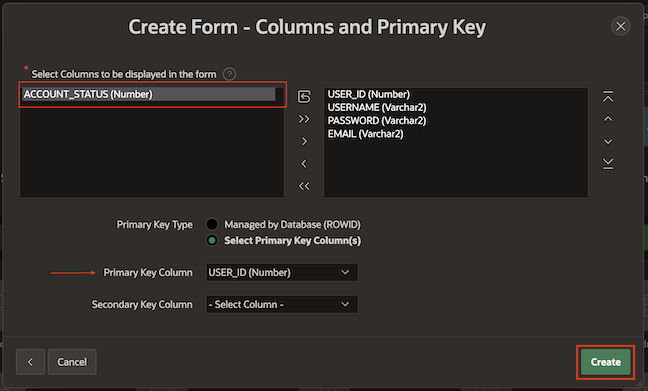 Create Form - Columns and Primary Key
* Select Columns to be displayed in the form ?
ACCOUNT_STATUS (Number)
USER_ID (Number)
USERNAME (Varchar2)
PASSWORD (Varchar2)
EMAIL (Varchar2)
Primary Key Type
Managed by Database (ROWID)
Select Primary Key Column(s)
Primary Key Column
USER_ID (Number)
Secondary Key Column
- Select Column -
Cancel
Create